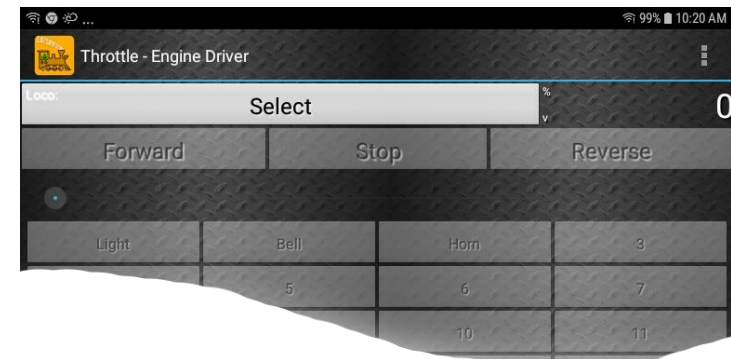 99% 10:20 AM
Throttle - Engine Driver
Loco:
Select
%
v
0
Forward Stop Reverse
Light Bell Horn 3
5 6 7
10 11